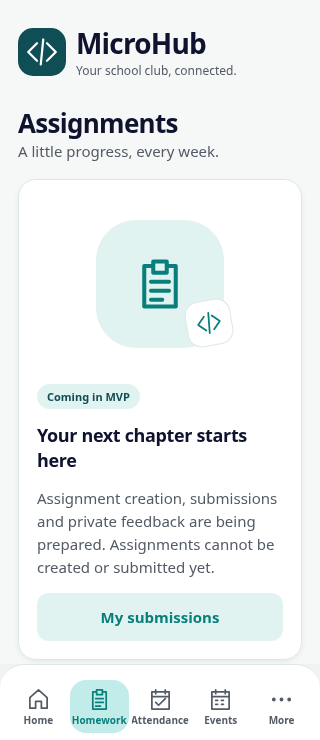 MicroHub
Your school club, connected.
Assignments
A little progress, every week.
Coming in MVP
Your next chapter starts
here
Assignment creation, submissions
and private feedback are being
prepared. Assignments cannot be
created or submitted yet.
My submissions
Home
Homework
Attendance
Events
More